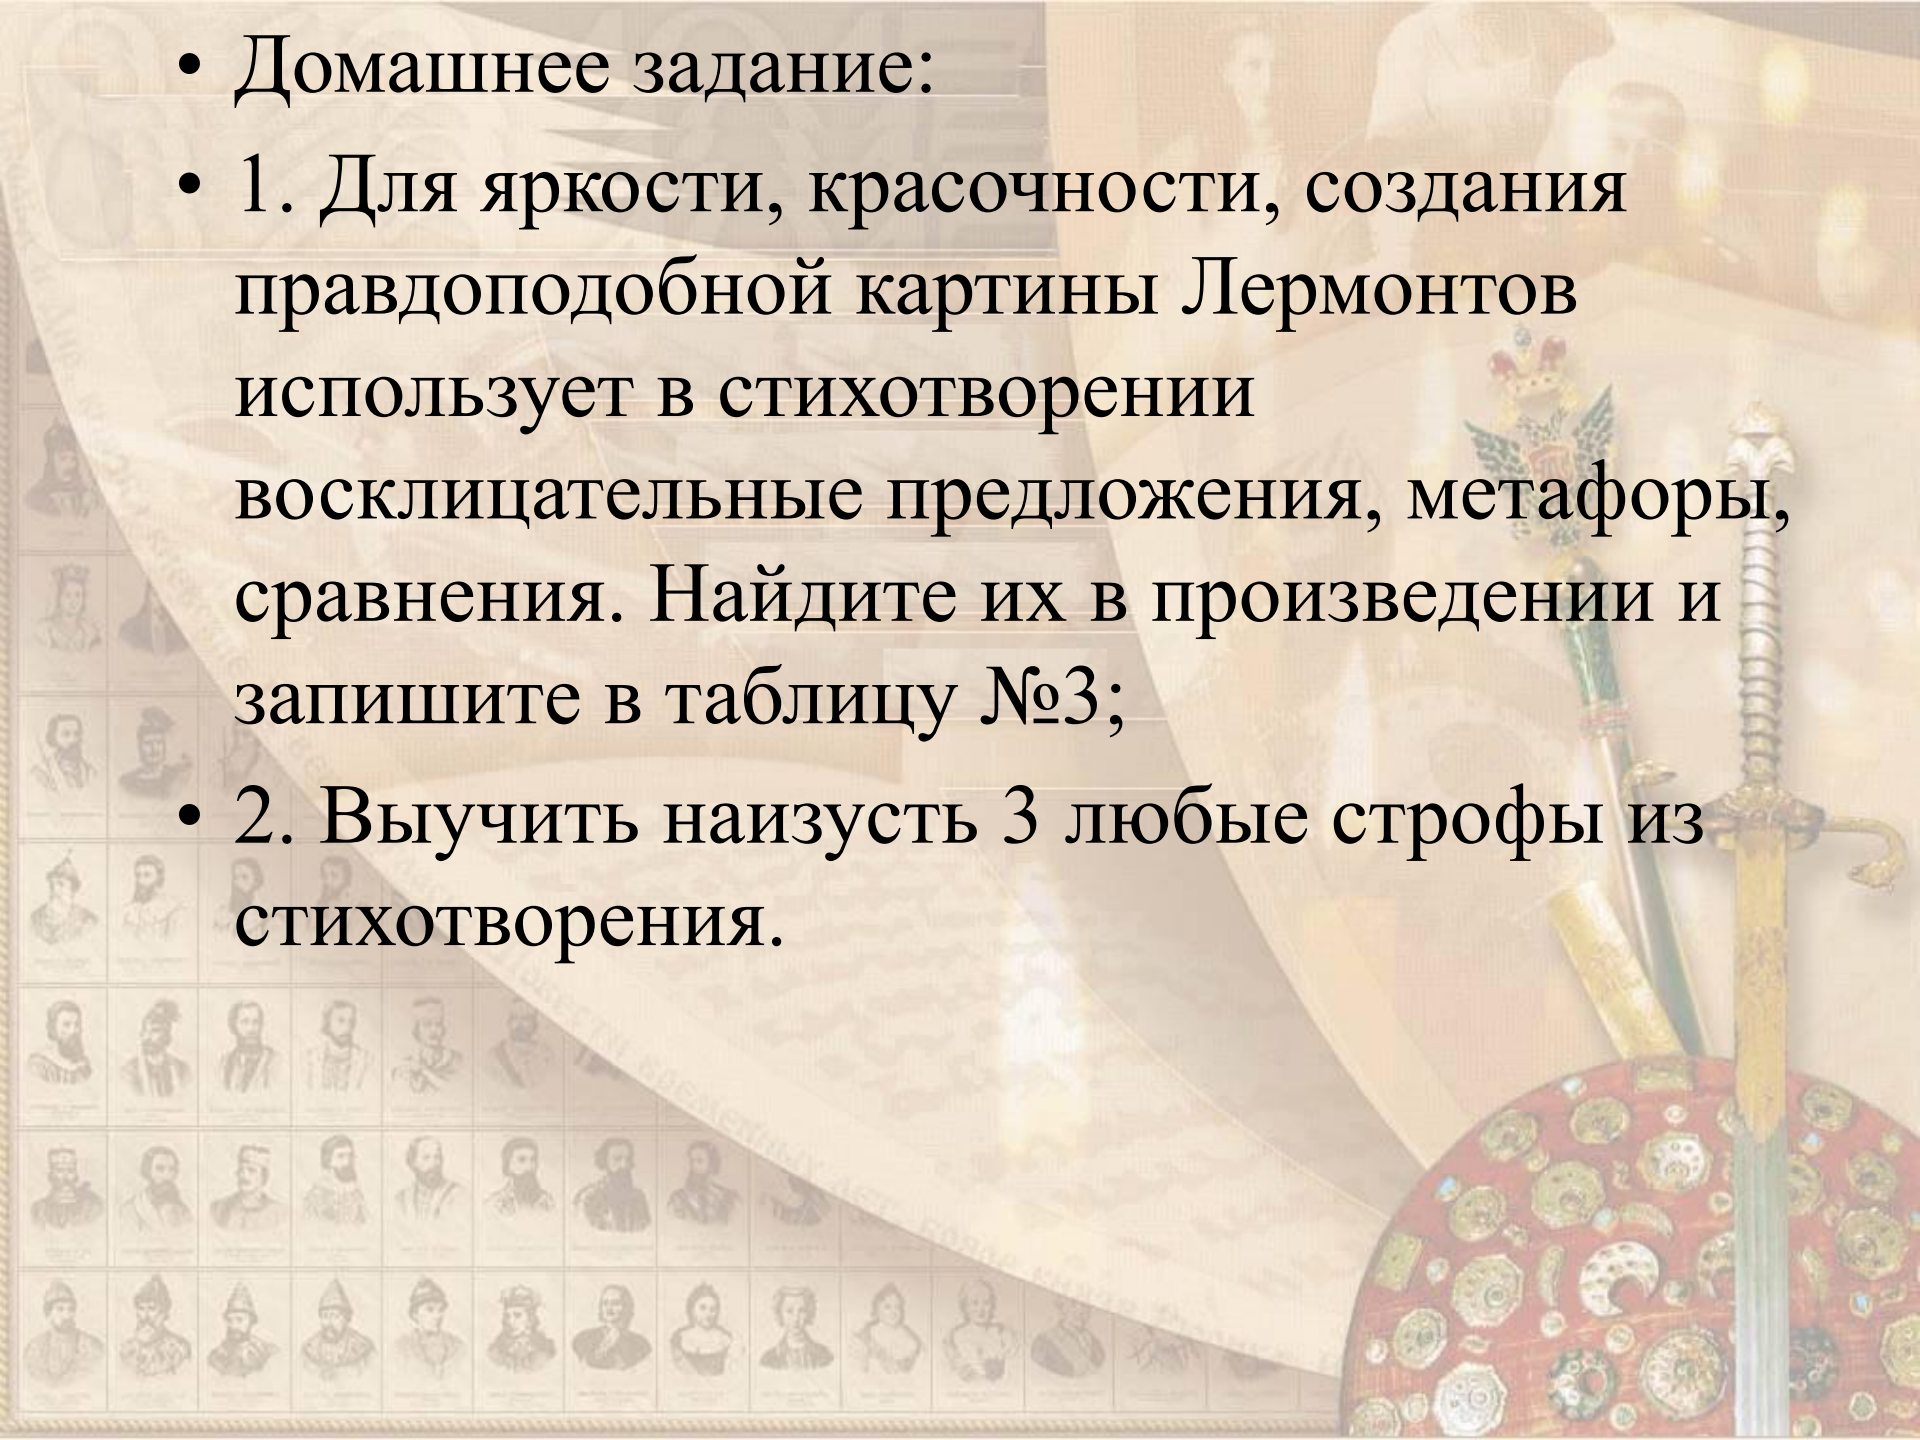 • Домашнее задание:
• 1. Для яркости, красочности, создания
правдоподобной картины Лермонтов
использует в стихотворении
восклицательные предложения, метафоры,
сравнения. Найдите их в произведении и
запишите в таблицу №3;
• 2. Выучить наизусть 3 любые строфы из
стихотворения.